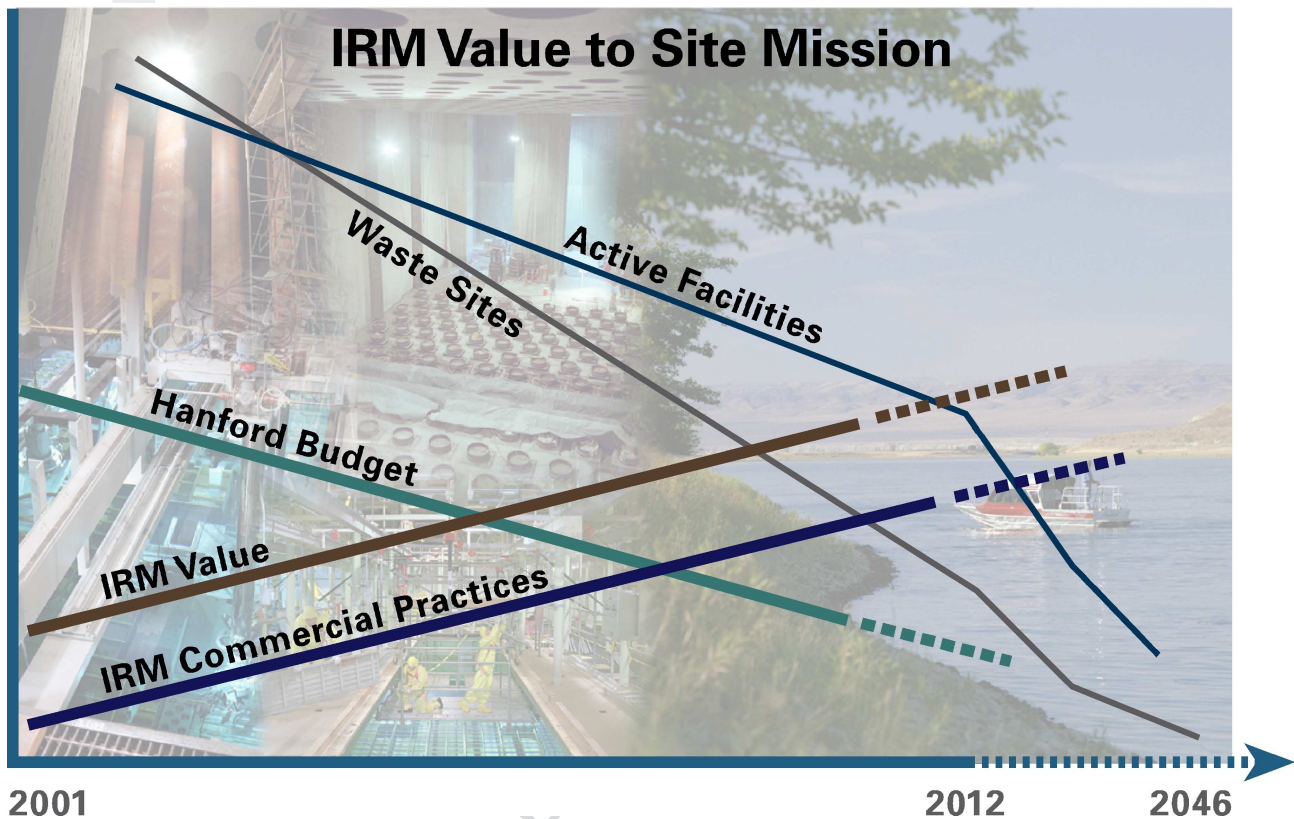 IRM Value to Site Mission
Active Facilities
Waste Sites
Hanford Budget
IRM Value
IRM Commercial Practices
2001
2012
2046